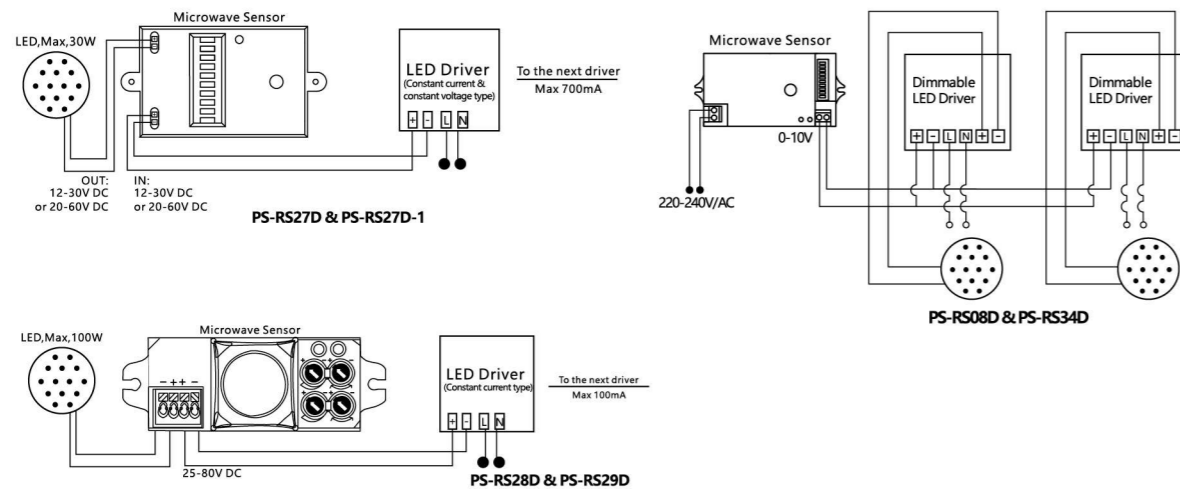 Microwave Sensor
LED,Max,30W
LED Driver
(Constant current &
constant voltage type)
+ - L N
To the next driver
Max 700mA
OUT:
12-30V DC
or 20-60V DC
IN:
12-30V DC
or 20-60V DC
PS-RS27D & PS-RS27D-1
Microwave Sensor
0-10V
220-240V/AC
Dimmable
LED Driver
+ - L N + -
Dimmable
LED Driver
+ - L N + -
PS-RS08D & PS-RS34D
Microwave Sensor
LED,Max,100W
- + + -
+ - + -
+ - + -
25-80V DC
LED Driver
(Constant current type)
+ - L N
To the next driver
Max 100mA
PS-RS28D & PS-RS29D